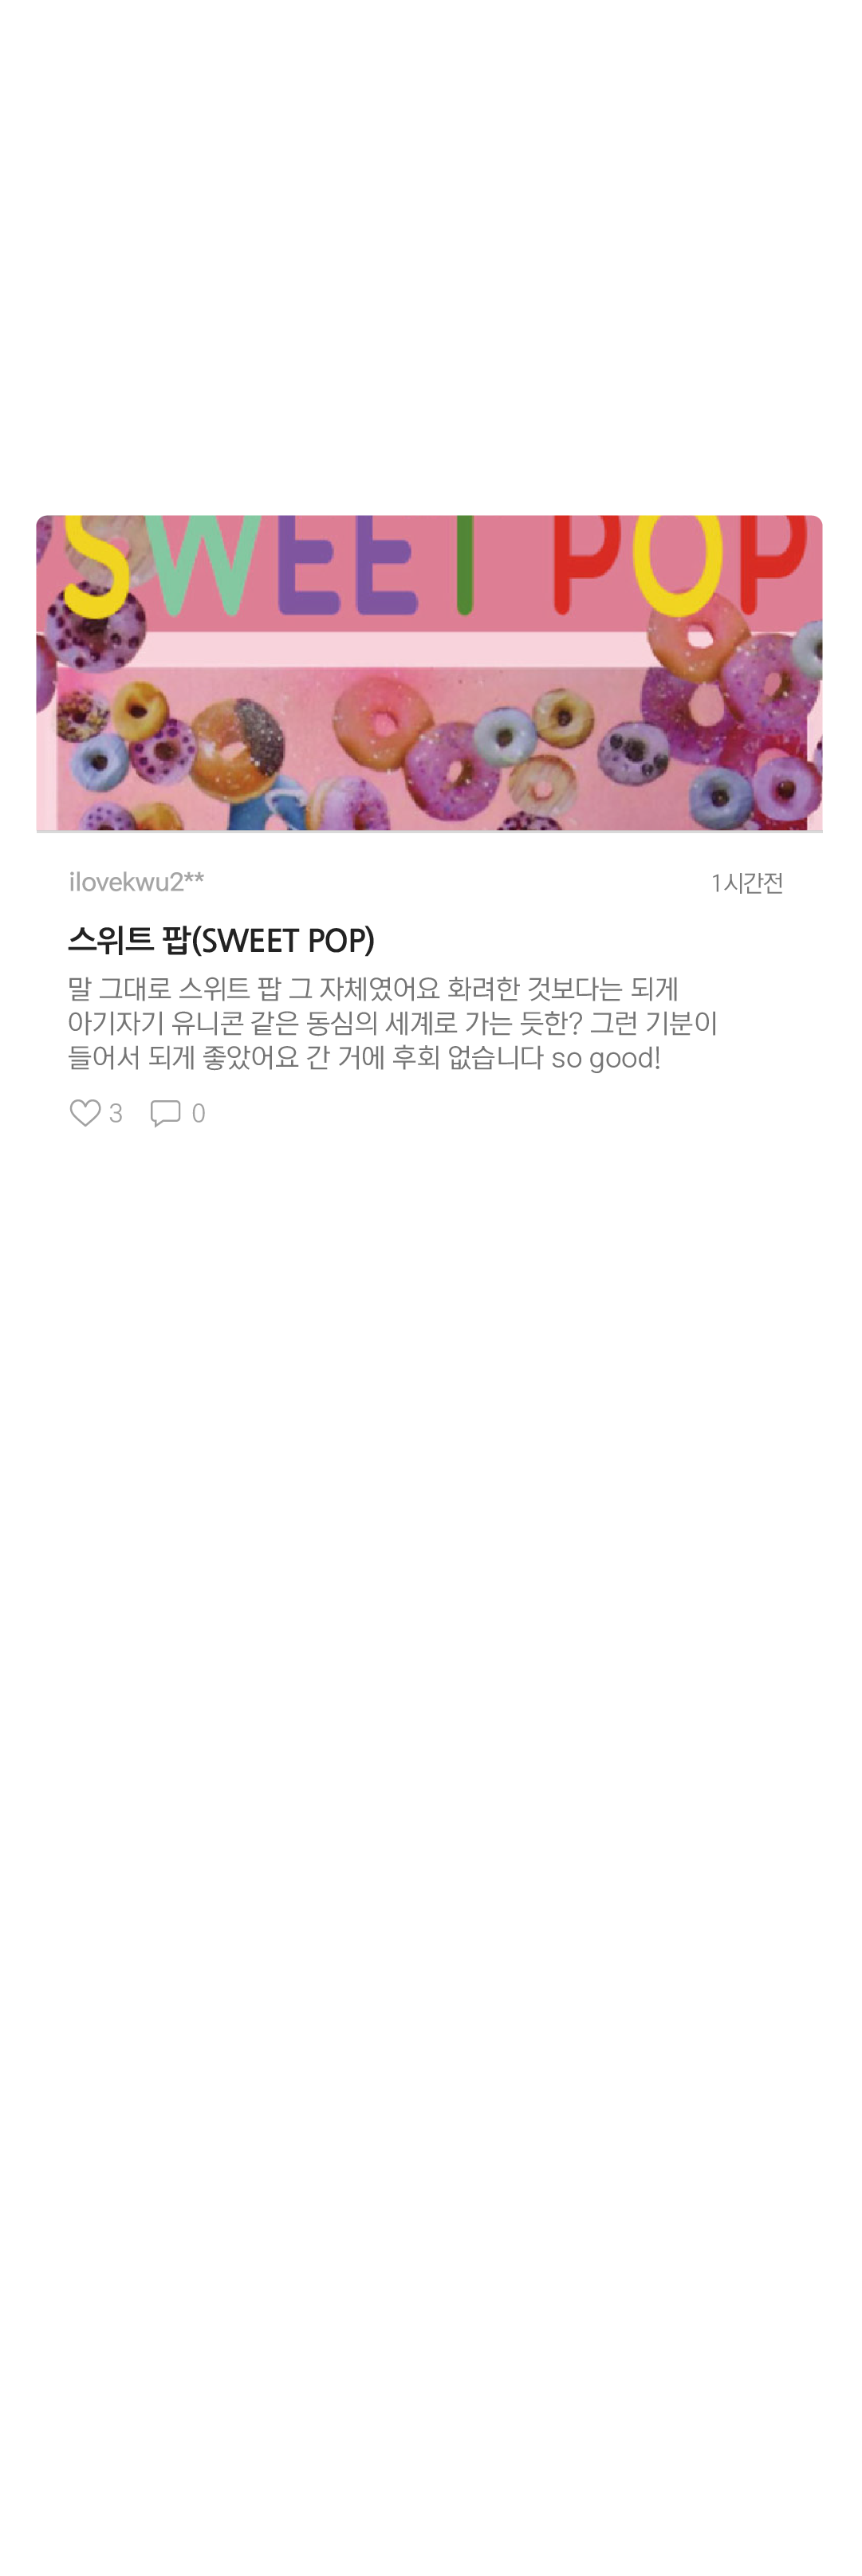 SWEET POP
ilovekwu2** 1시간전
스위트 팝(SWEET POP)
말 그대로 스위트 팝 그 자체였어요 화려한 것보다는 되게
아기자기 유니콘 같은 동심의 세계로 가는 듯한? 그런 기분이
들어서 되게 좋았어요 간 거에 후회 없습니다 so good!
3 0